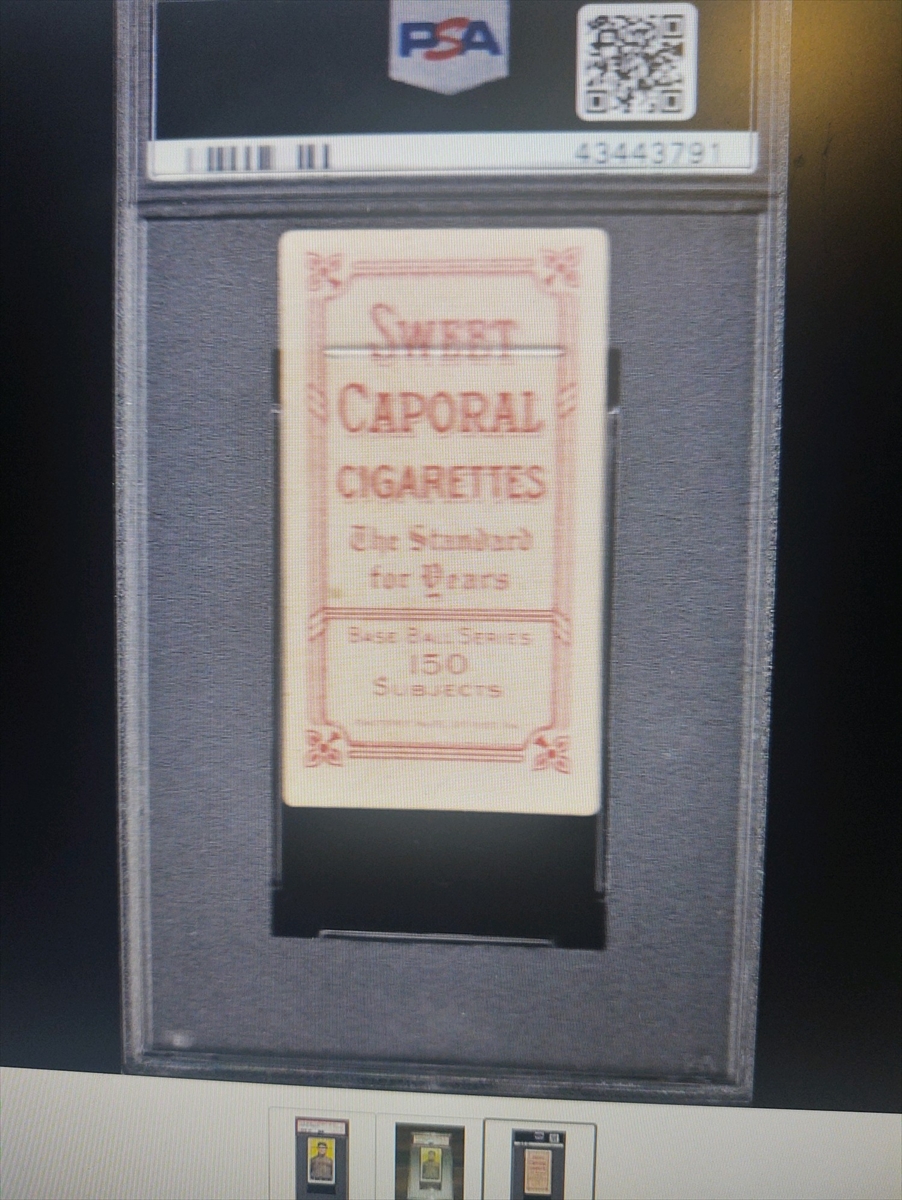 PSA
43443791
SWEET
CAPORAL
CIGARETTES
The Standard
for Years
BASE BALL SERIES
150
SUBJECTS